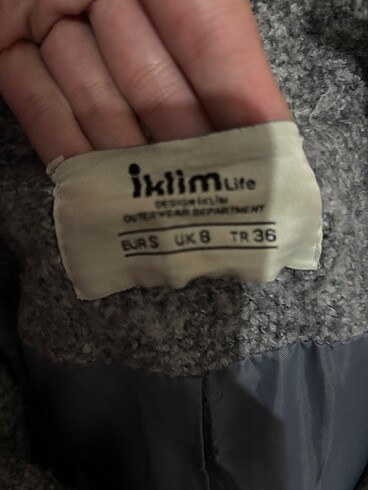 iklim Life
DESIGN İKLİM
OUTERWEAR DEPARTMENT
EUR S UK 8 TR 36